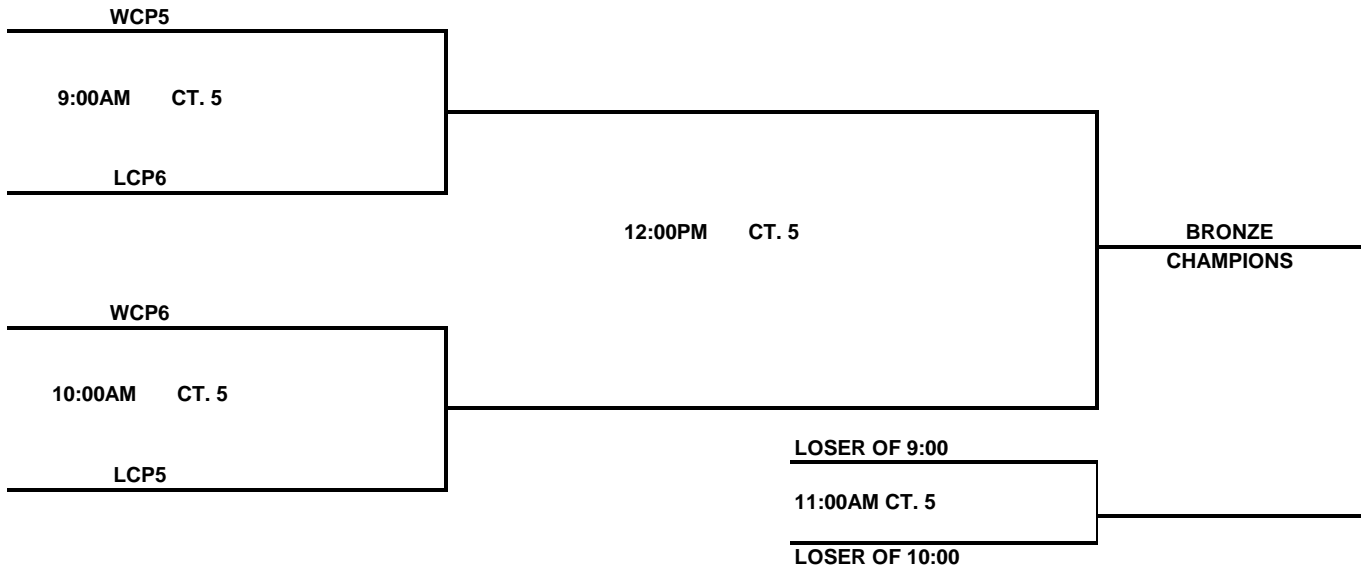 WCP5
9:00AM CT. 5
LCP6
12:00PM CT. 5
BRONZE
CHAMPIONS
WCP6
10:00AM CT. 5
LCP5
LOSER OF 9:00
11:00AM CT. 5
LOSER OF 10:00